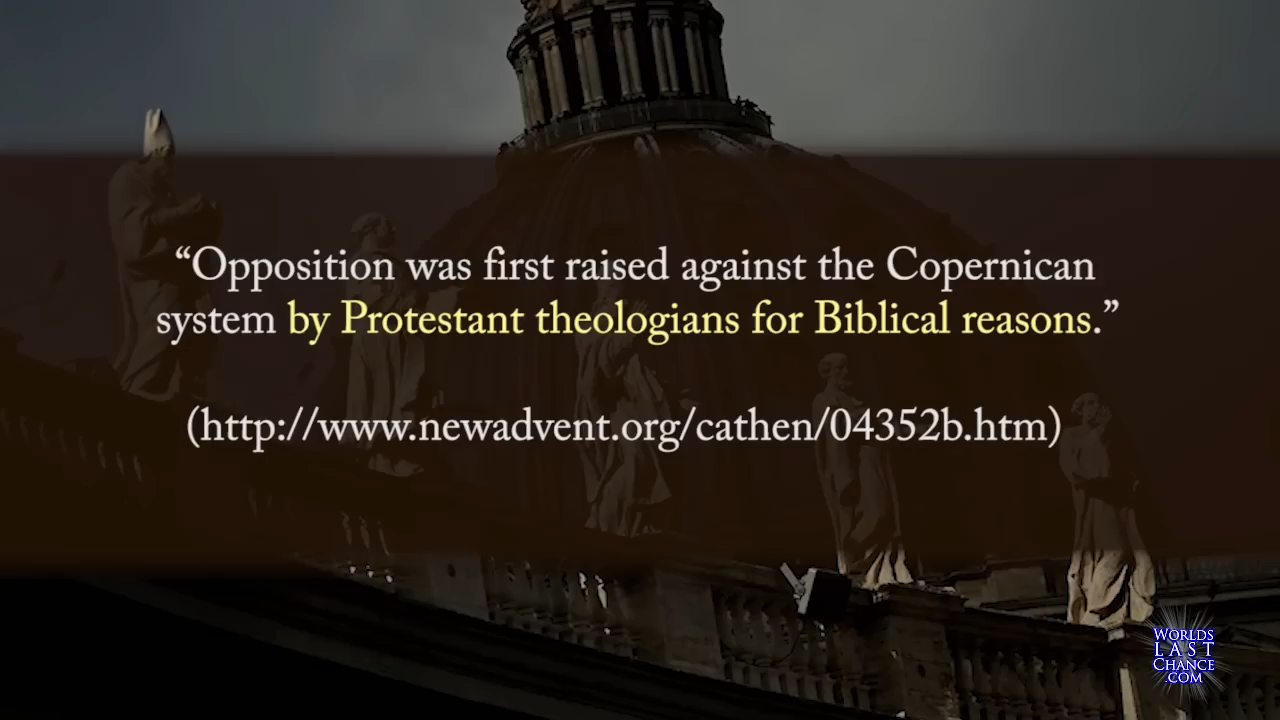 “Opposition was first raised against the Copernican
system by Protestant theologians for Biblical reasons.”
(http://www.newadvent.org/cathen/04352b.htm)
WORLDS
LAST
CHANCE
.COM